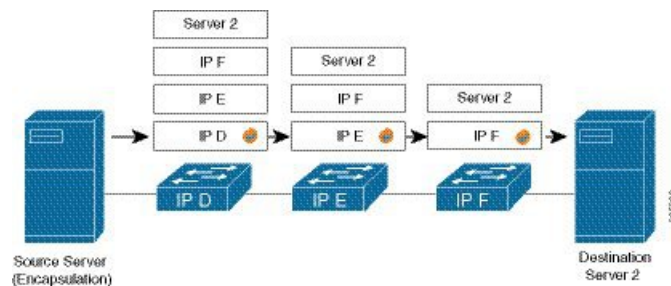 Server 2
IP F
Server 2
IP E
IP F
Server 2
IP D
IP E
IP F
IP D
IP E
IP F
Source Server
(Encapsulation)
Destination
Server 2